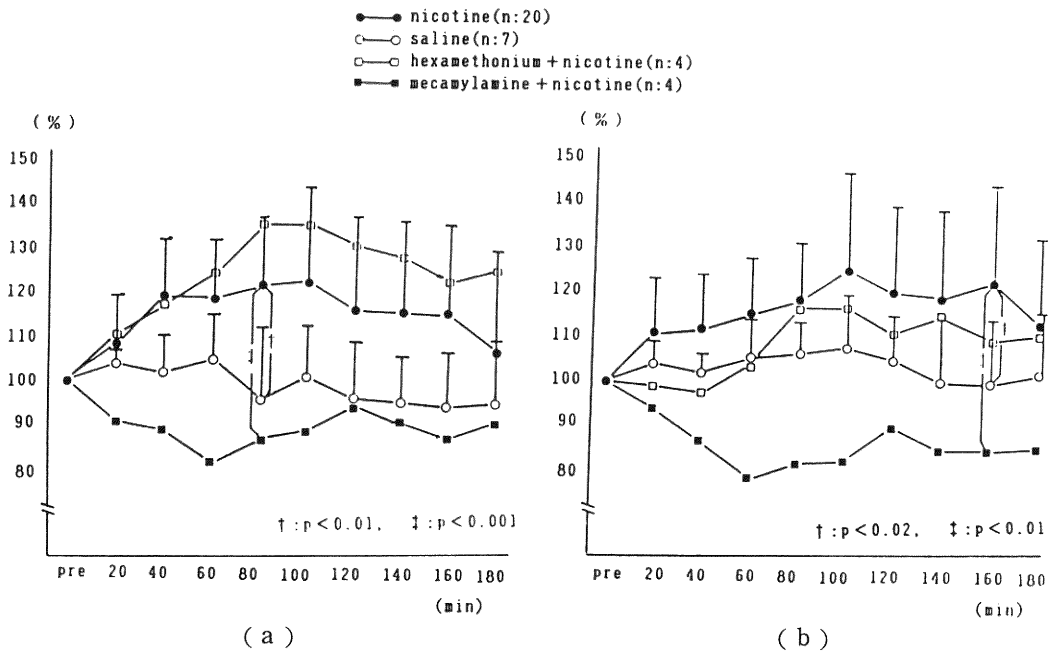 nicotine(n:20)
saline(n:7)
hexamethonium+nicotine(n:4)
mecamylamine+nicotine(n:4)
(%)
150
140
130
120
110
100
90
80
‡
†
†:p<0.01, ‡:p<0.001
pre 20 40 60 80 100 120 140 160 180
(min)
(a)
(%)
150
140
130
120
110
100
90
80
†
†:p<0.02, ‡:p<0.01
pre 20 40 60 80 100 120 140 160 180
(min)
(b)